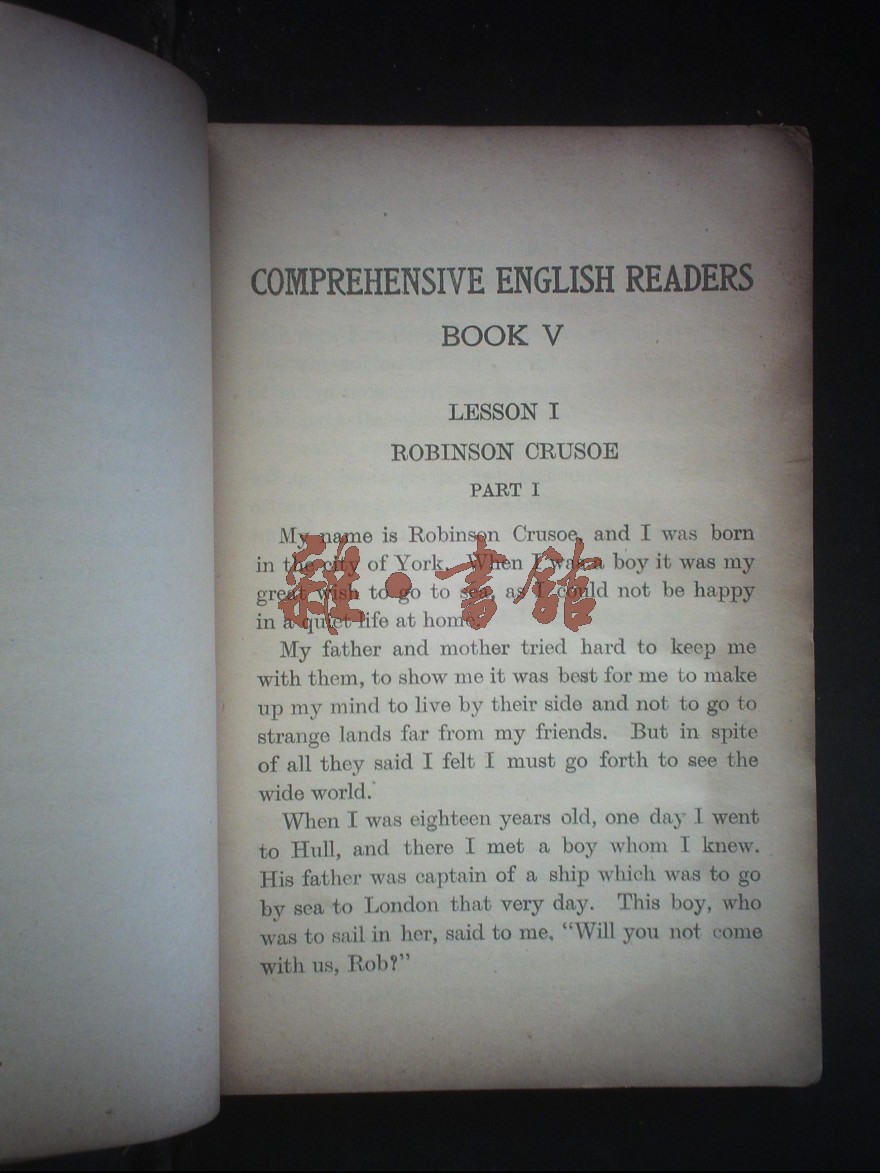 COMPREHENSIVE ENGLISH READERS
BOOK V
LESSON I
ROBINSON CRUSOE
PART I
My name is Robinson Crusoe, and I was born
in the city of York. When I was a boy it was my
great wish to go to sea, as I could not be happy
in a quiet life at home.
雜·書館
My father and mother tried hard to keep me
with them, to show me it was best for me to make
up my mind to live by their side and not to go to
strange lands far from my friends. But in spite
of all they said I felt I must go forth to see the
wide world.
When I was eighteen years old, one day I went
to Hull, and there I met a boy whom I knew.
His father was captain of a ship which was to go
by sea to London that very day. This boy, who
was to sail in her, said to me, “Will you not come
with us, Rob?”